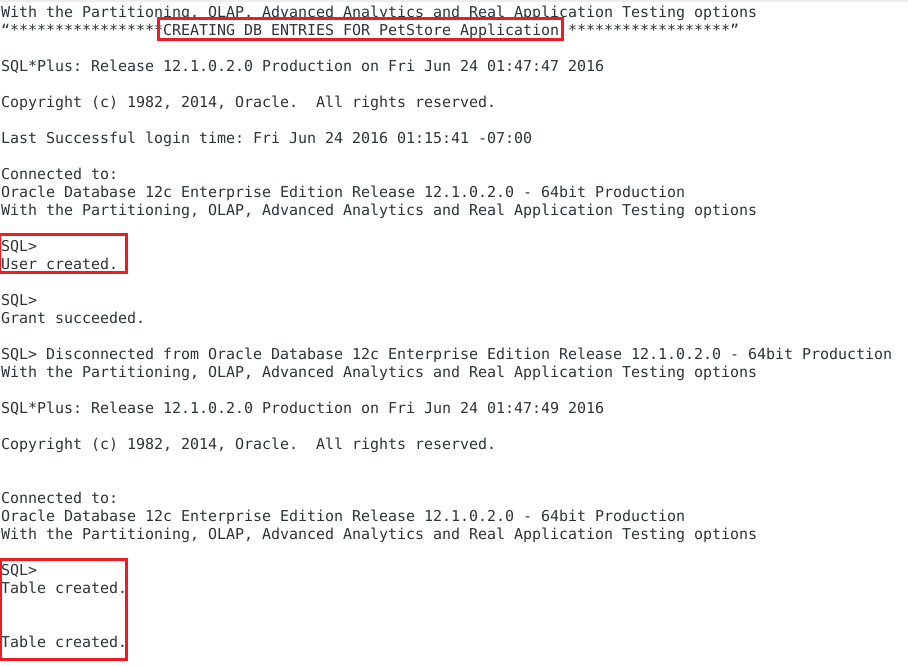 With the Partitioning, OLAP, Advanced Analytics and Real Application Testing options
“*****************CREATING DB ENTRIES FOR PetStore Application ******************”
SQL*Plus: Release 12.1.0.2.0 Production on Fri Jun 24 01:47:47 2016
Copyright (c) 1982, 2014, Oracle.  All rights reserved.
Last Successful login time: Fri Jun 24 2016 01:15:41 -07:00
Connected to:
Oracle Database 12c Enterprise Edition Release 12.1.0.2.0 - 64bit Production
With the Partitioning, OLAP, Advanced Analytics and Real Application Testing options
SQL>
User created.
SQL>
Grant succeeded.
SQL> Disconnected from Oracle Database 12c Enterprise Edition Release 12.1.0.2.0 - 64bit Production
With the Partitioning, OLAP, Advanced Analytics and Real Application Testing options
SQL*Plus: Release 12.1.0.2.0 Production on Fri Jun 24 01:47:49 2016
Copyright (c) 1982, 2014, Oracle.  All rights reserved.
Connected to:
Oracle Database 12c Enterprise Edition Release 12.1.0.2.0 - 64bit Production
With the Partitioning, OLAP, Advanced Analytics and Real Application Testing options
SQL>
Table created.
Table created.